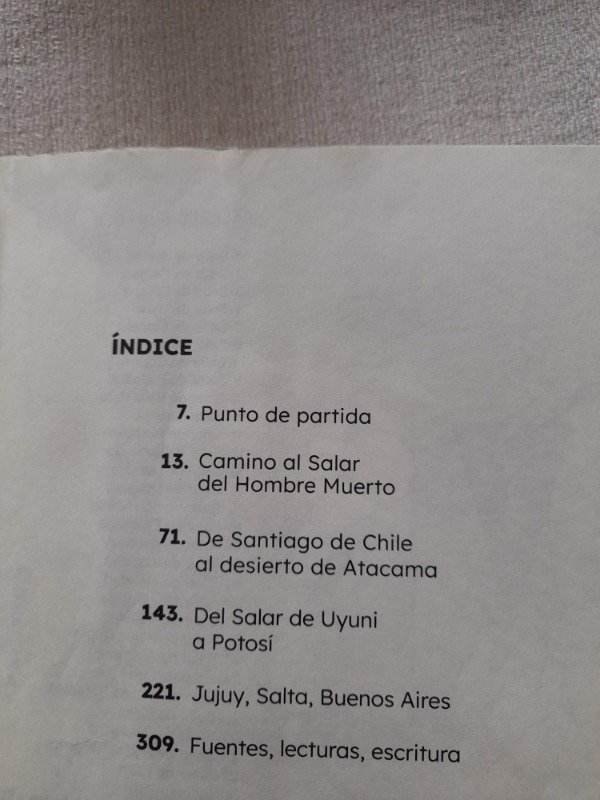 ÍNDICE
7. Punto de partida
13. Camino al Salar
del Hombre Muerto
71. De Santiago de Chile
al desierto de Atacama
143. Del Salar de Uyuni
a Potosí
221. Jujuy, Salta, Buenos Aires
309. Fuentes, lecturas, escritura